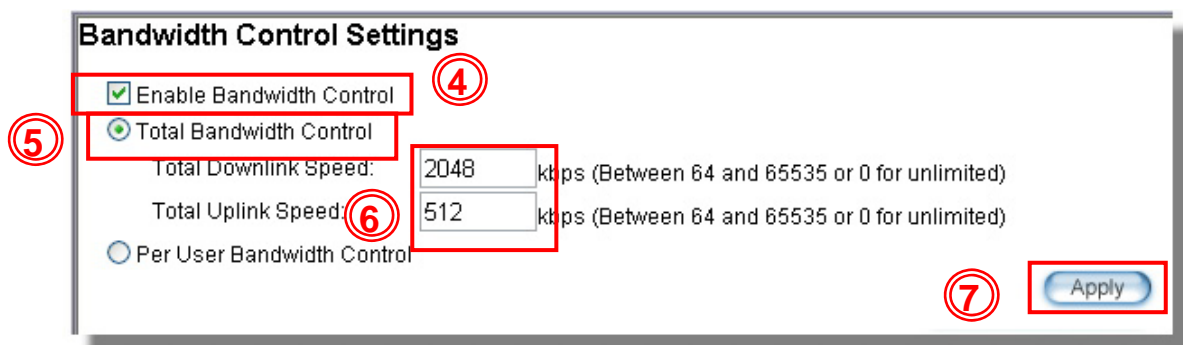 Bandwidth Control Settings
④
Enable Bandwidth Control
⑤
Total Bandwidth Control
Total Downlink Speed: 2048 kbps (Between 64 and 65535 or 0 for unlimited)
Total Uplink Speed: ⑥ 512 kbps (Between 64 and 65535 or 0 for unlimited)
Per User Bandwidth Control
⑦ Apply